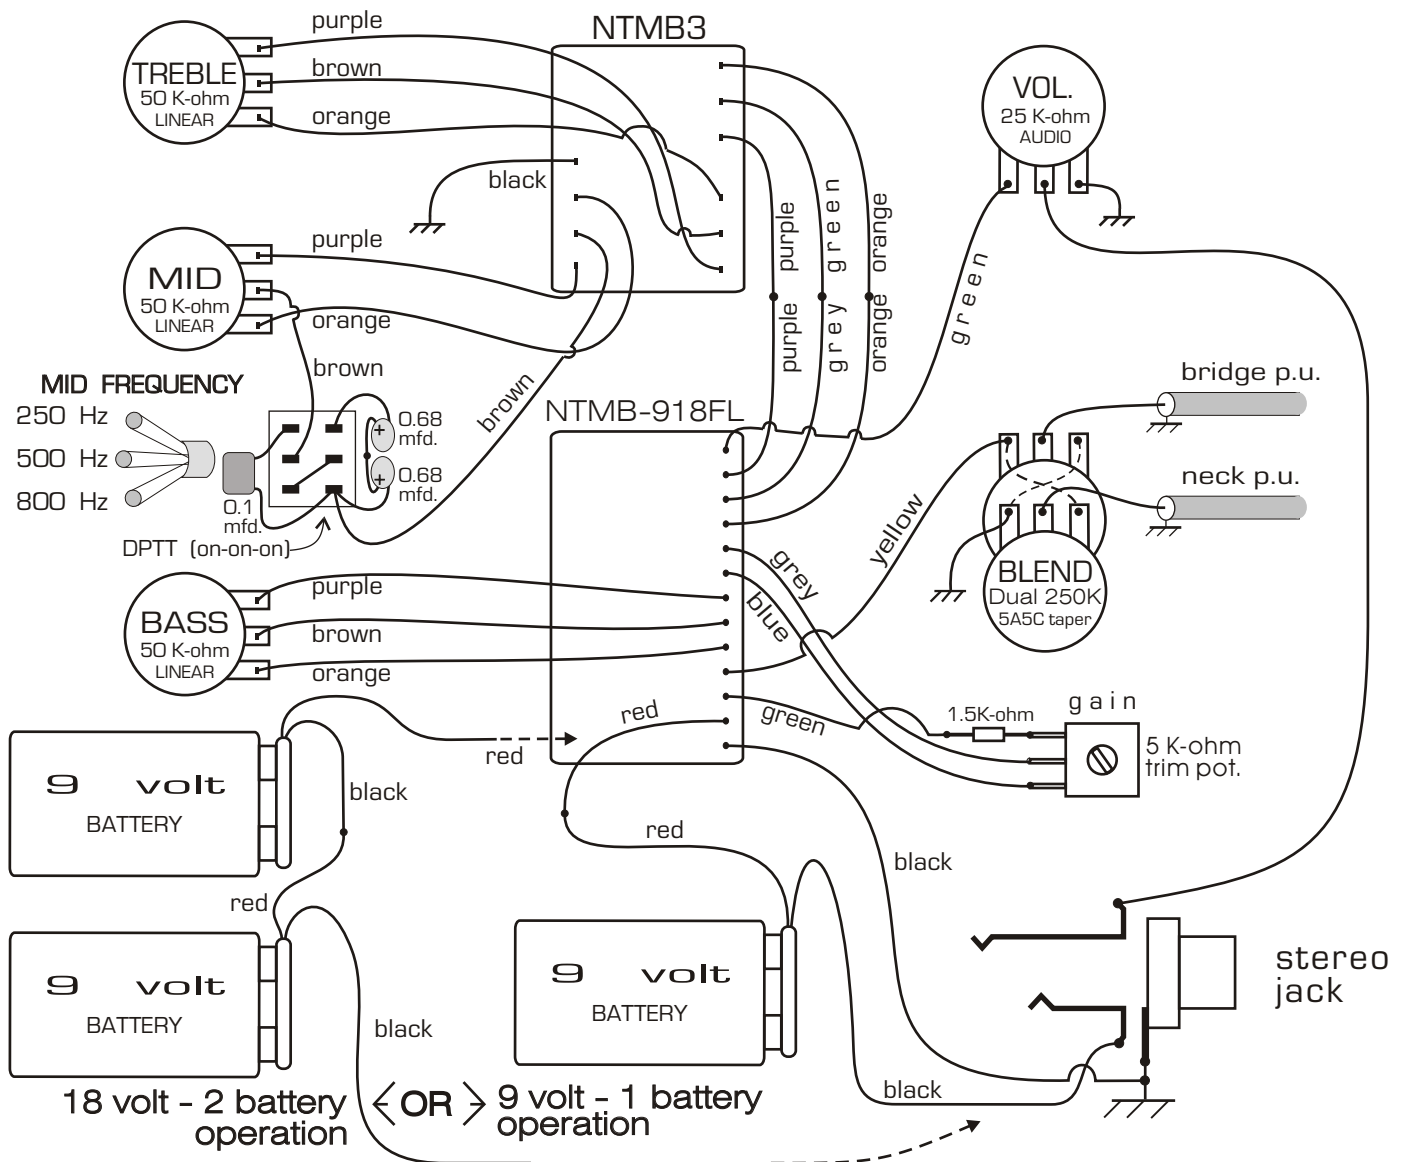 purple
NTMB3
TREBLE
50 K-ohm
LINEAR
brown
orange
VOL.
25 K-ohm
AUDIO
black
purple
green
orange
purple
MID
50 K-ohm
LINEAR
orange
purple
grey
orange
green
brown
MID FREQUENCY
250 Hz
500 Hz
800 Hz
0.68
mfd.
0.68
mfd.
0.1
mfd.
DPTT (on-on-on)
brown
NTMB-918FL
bridge p.u.
neck p.u.
yellow
BLEND
Dual 250K
5A5C taper
grey
blue
purple
BASS
50 K-ohm
LINEAR
brown
orange
red
green
1.5K-ohm
gain
5 K-ohm
trim pot.
red
9 volt
BATTERY
black
red
black
red
9 volt
BATTERY
black
9 volt
BATTERY
stereo
jack
black
18 volt - 2 battery
operation
OR
9 volt - 1 battery
operation